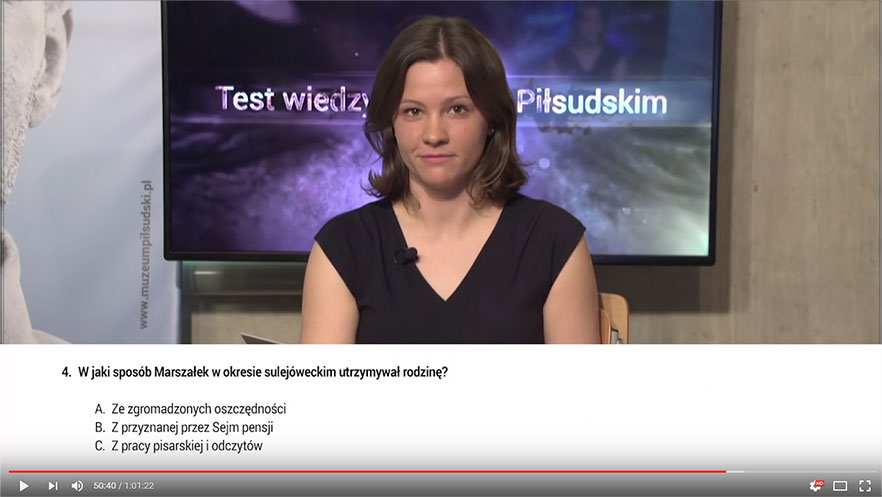 Test wiedzy Piłsudskim
www.muzeumpilsudski.pl
4. W jaki sposób Marszałek w okresie sulejóweckim utrzymywał rodzinę?
A. Ze zgromadzonych oszczędności
B. Z przyznanej przez Sejm pensji
C. Z pracy pisarskiej i odczytów
50:40 / 1:01:22
HD